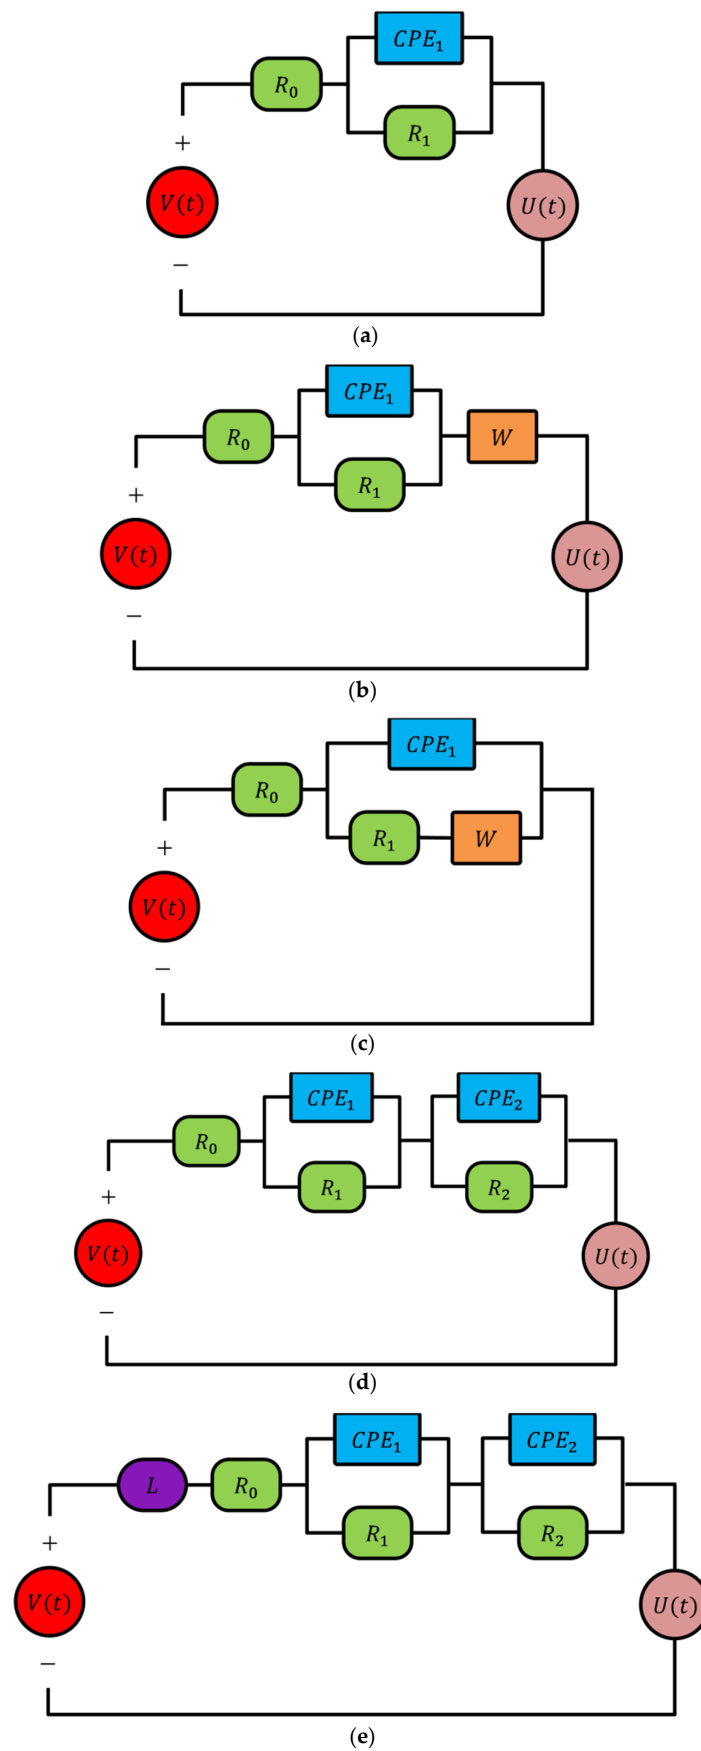 CPE₁
R₀
R₁
+
V(t)
U(t)
−
(a)
CPE₁
R₀
W
R₁
+
V(t)
U(t)
−
(b)
CPE₁
R₀
R₁
W
+
V(t)
−
(c)
CPE₁
CPE₂
R₀
R₁
R₂
+
V(t)
U(t)
−
(d)
CPE₁
CPE₂
L
R₀
R₁
R₂
+
V(t)
U(t)
−
(e)